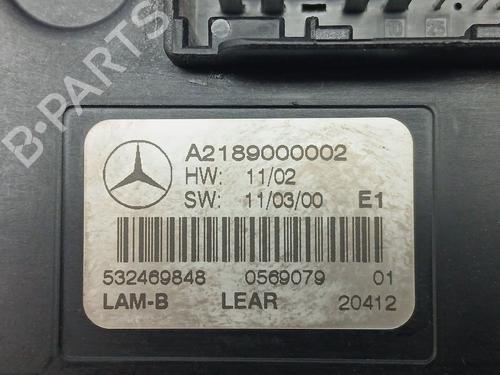 B-PARTS
A2189000002
HW: 11/02
SW: 11/03/00 E1
532469848 0569079 01
LAM-B LEAR 20412